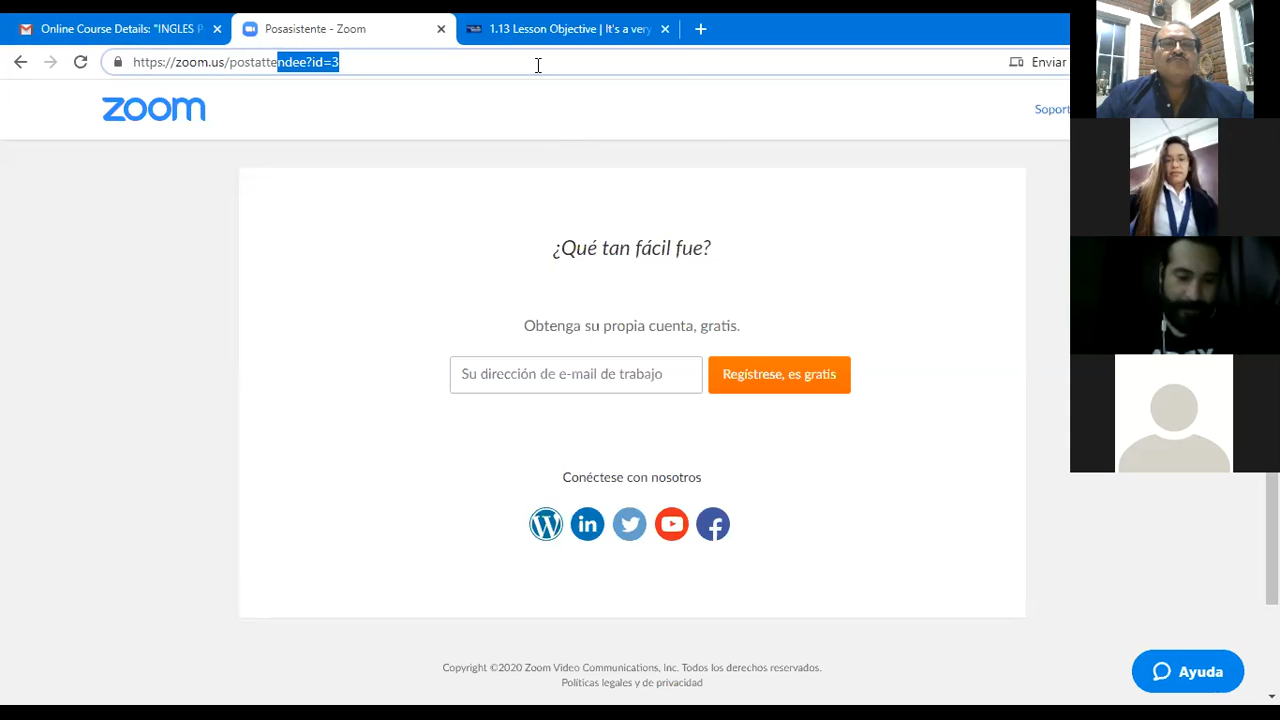 Online Course Details: "INGLES P
Posasistente - Zoom
1.13 Lesson Objective | It's a very
https://zoom.us/postattendee?id=3
Enviar
zoom
Soport
¿Qué tan fácil fue?
Obtenga su propia cuenta, gratis.
Su dirección de e-mail de trabajo
Regístrese, es gratis
Conéctese con nosotros
Copyright ©2020 Zoom Video Communications, Inc. Todos los derechos reservados.
Políticas legales y de privacidad
Ayuda